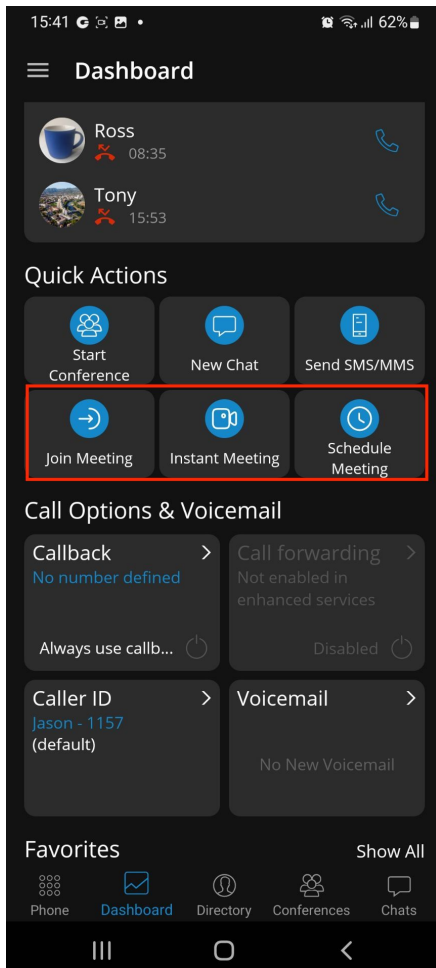 15:41 62%
Dashboard
Ross
08:35
Tony
15:53
Quick Actions
Start
Conference
New Chat
Send SMS/MMS
Join Meeting
Instant Meeting
Schedule
Meeting
Call Options & Voicemail
Callback
No number defined
Always use callb...
Call forwarding
Not enabled in
enhanced services
Disabled
Caller ID
Jason - 1157
(default)
Voicemail
No New Voicemail
Favorites Show All
Phone Dashboard Directory Conferences Chats